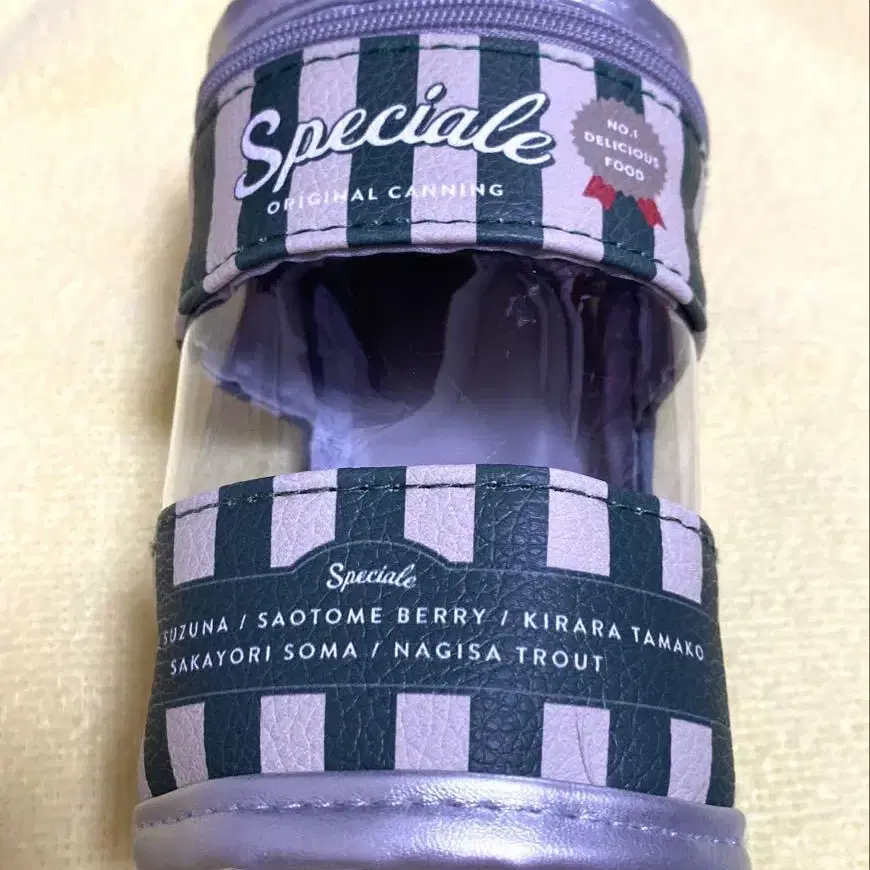 Speciale
ORIGINAL CANNING
NO.1
DELICIOUS
FOOD
Speciale
SUZUNA / SAOTOME BERRY / KIRARA TAMAKO
SAKAYORI SOMA / NAGISA TROUT